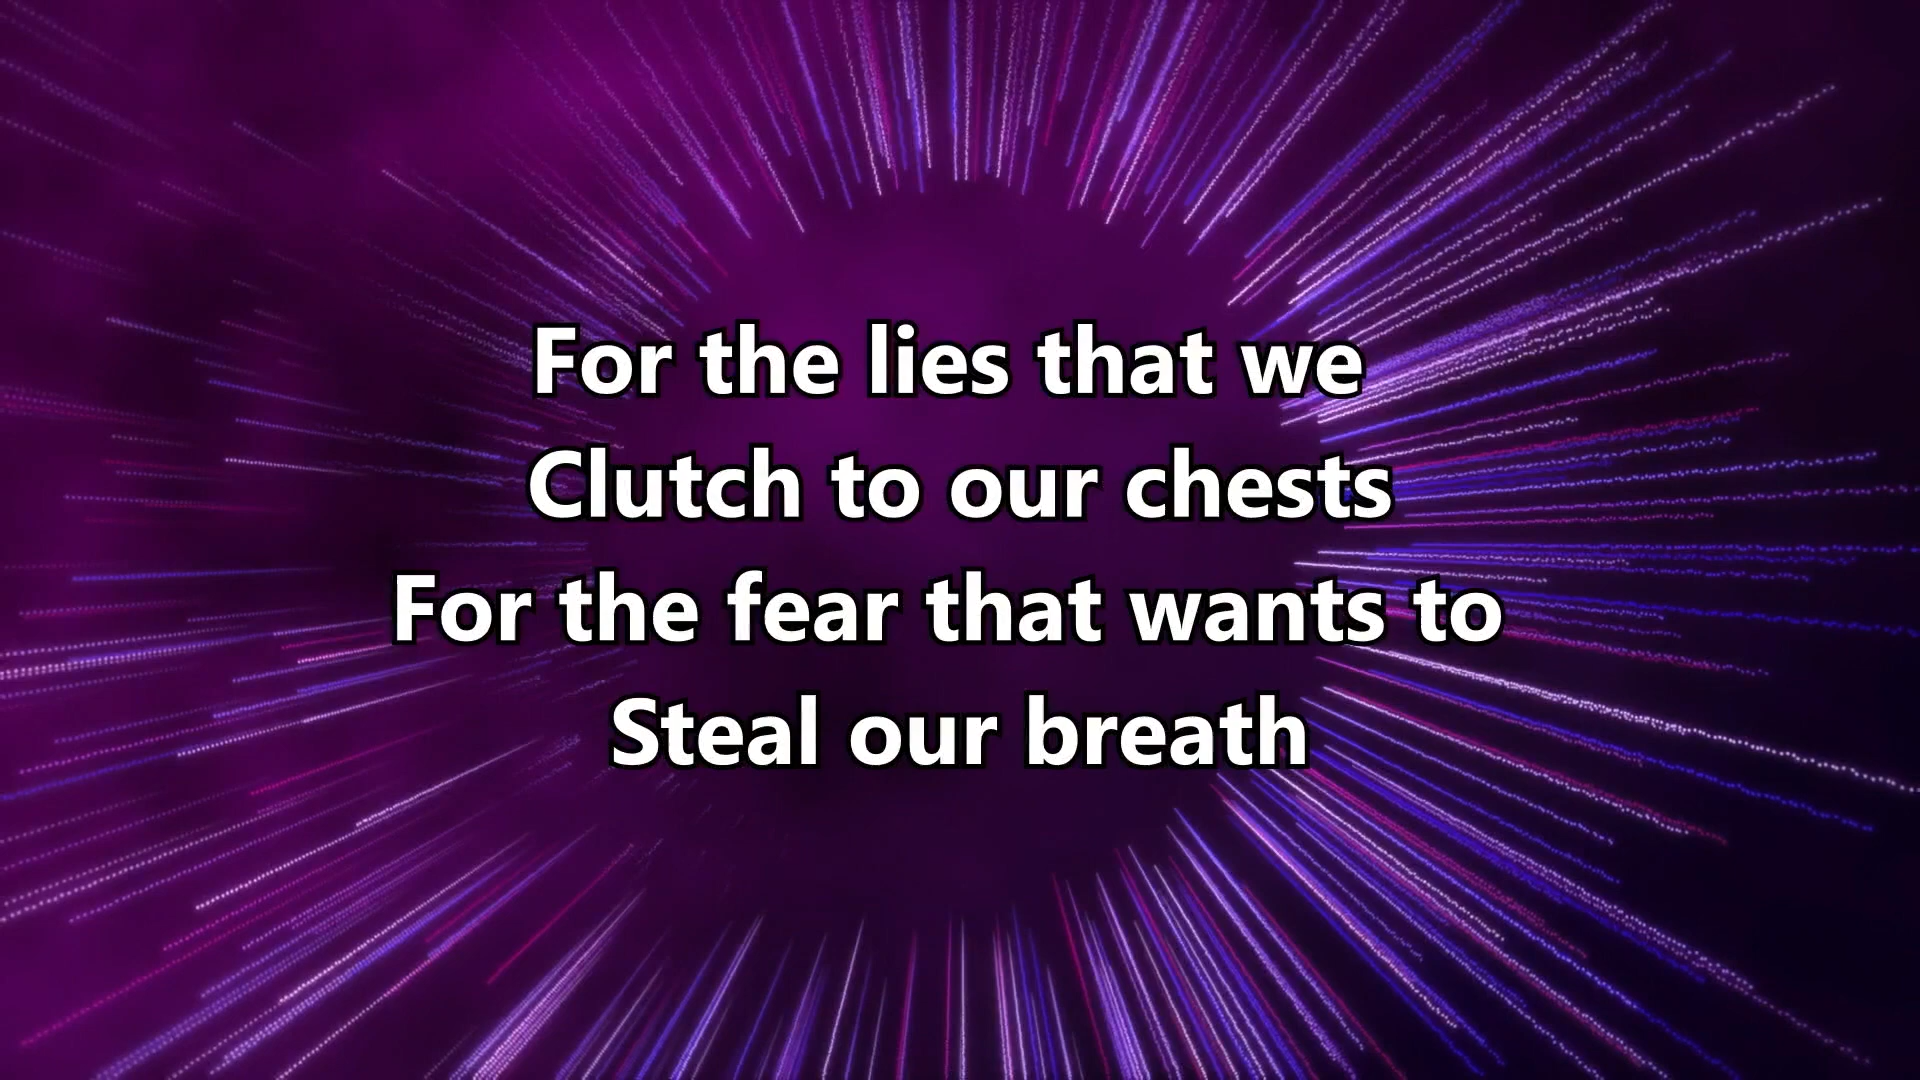 For the lies that we
Clutch to our chests
For the fear that wants to
Steal our breath